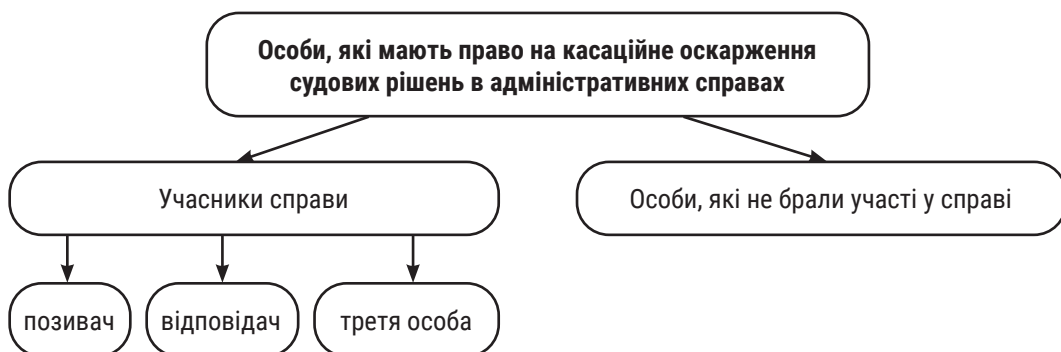 Особи, які мають право на касаційне оскарження
судових рішень в адміністративних справах
Учасники справи
Особи, які не брали участі у справі
позивач
відповідач
третя особа